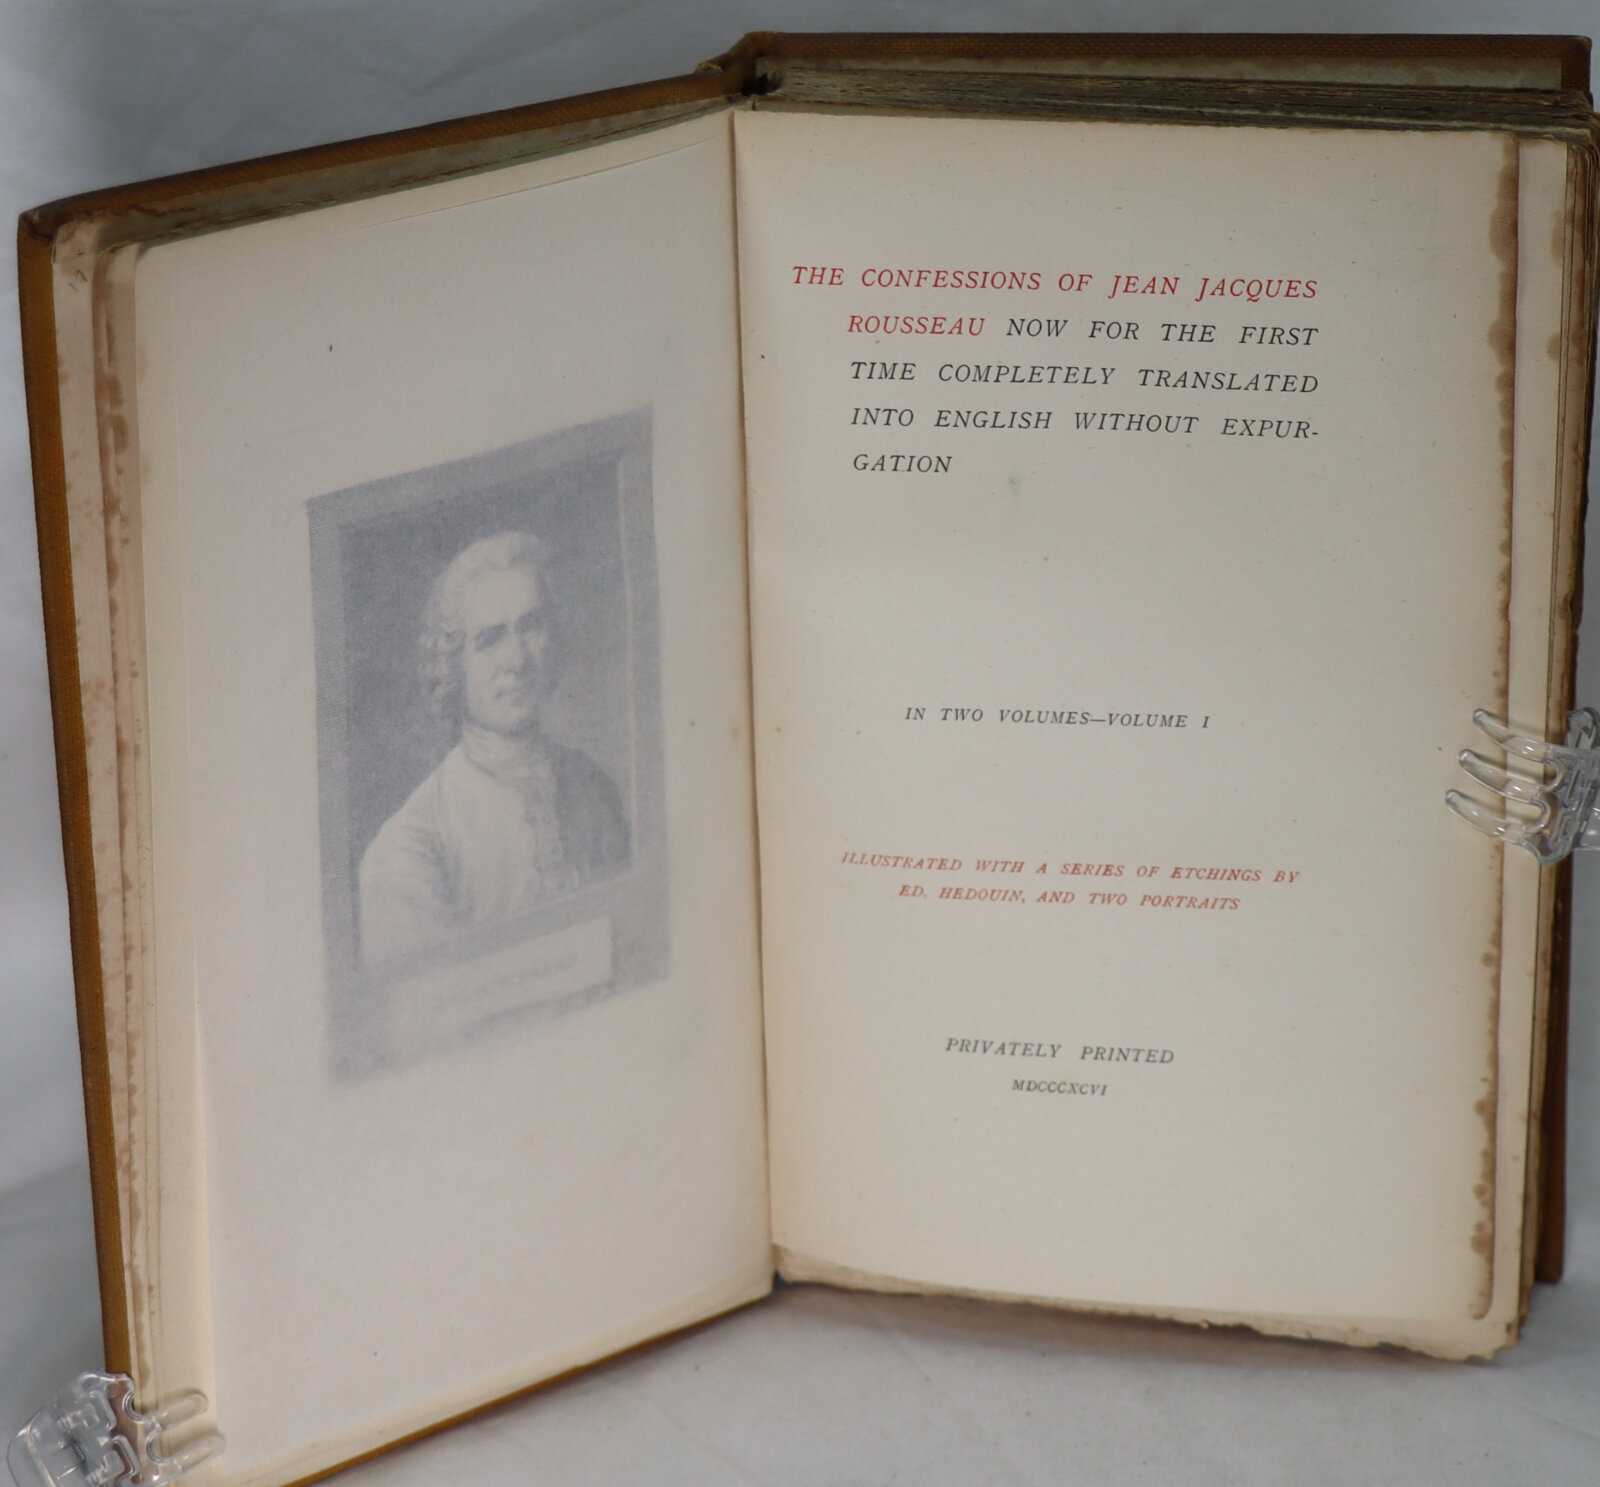 THE CONFESSIONS OF JEAN JACQUES
ROUSSEAU NOW FOR THE FIRST
TIME COMPLETELY TRANSLATED
INTO ENGLISH WITHOUT EXPUR-
GATION
IN TWO VOLUMES—VOLUME I
ILLUSTRATED WITH A SERIES OF ETCHINGS BY
ED. HEDOUIN, AND TWO PORTRAITS
PRIVATELY PRINTED
MDCCCXCVI